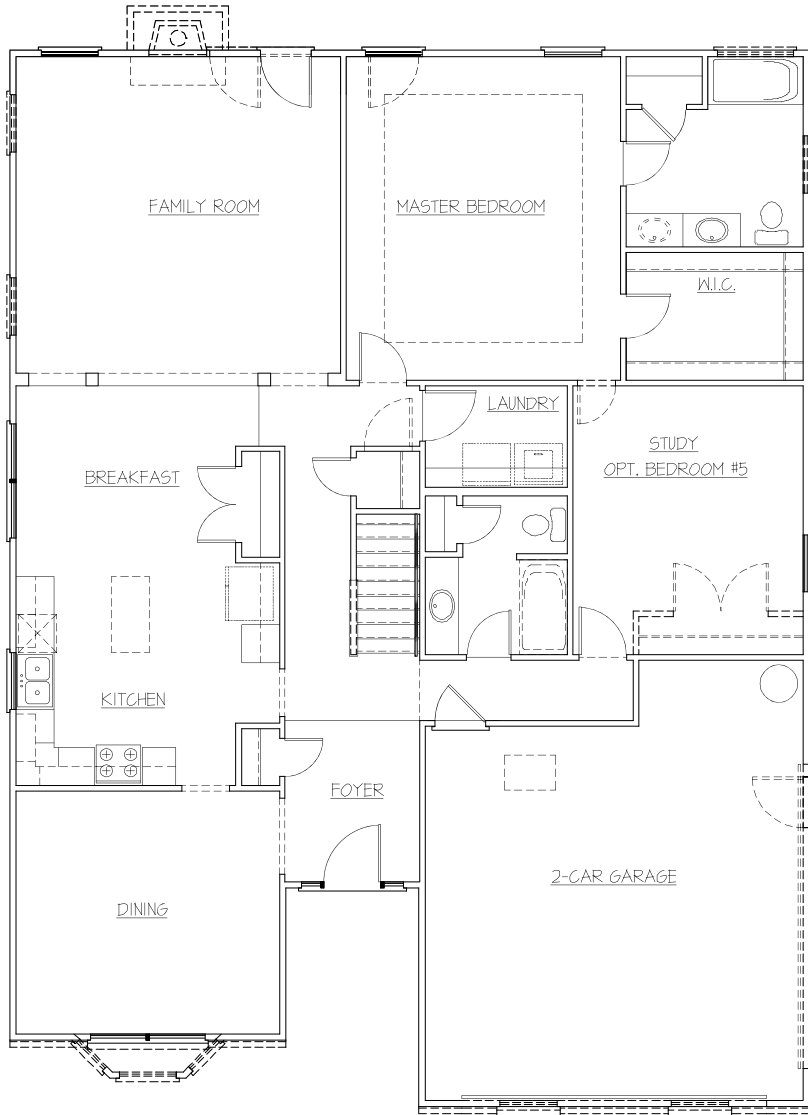 FAMILY ROOM
MASTER BEDROOM
W.I.C.
LAUNDRY
STUDY
OPT. BEDROOM #5
BREAKFAST
KITCHEN
FOYER
2-CAR GARAGE
DINING